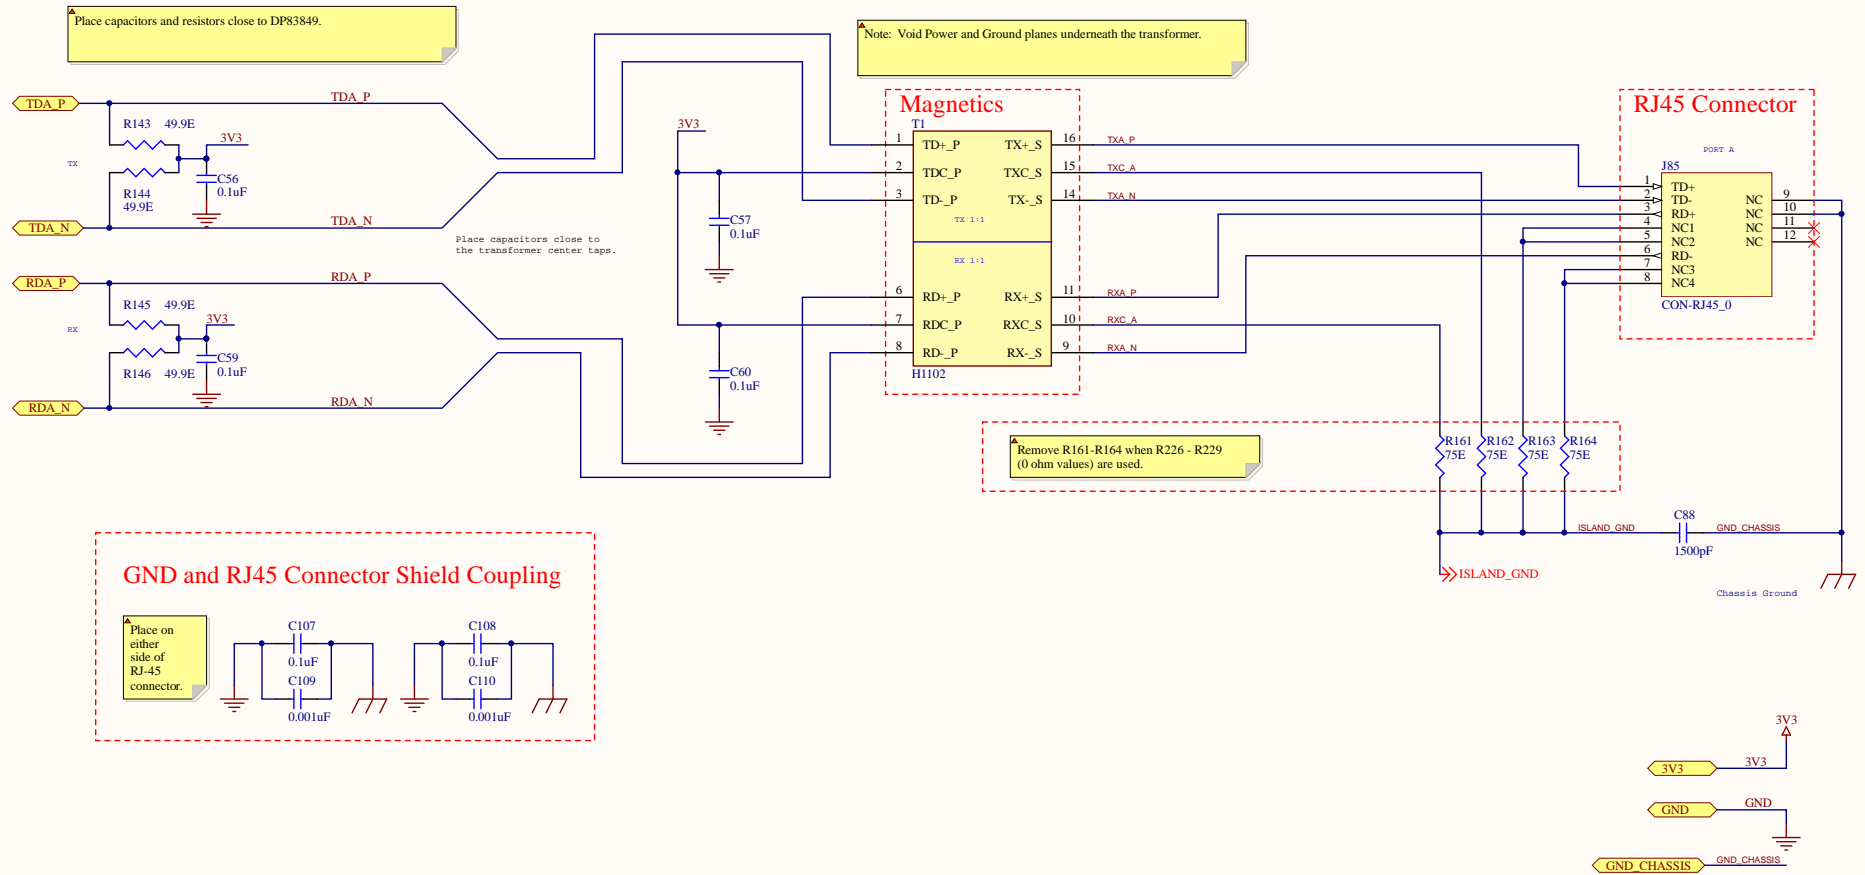 Place capacitors and resistors close to DP83849.
Note: Void Power and Ground planes underneath the transformer.
TDA_P
TDA_P
R143 49.9E
3V3
TX
C56
0.1uF
R144
49.9E
TDA_N
TDA_N
Place capacitors close to
the transformer center taps.
RDA_P
RDA_P
R145 49.9E
3V3
RX
C59
0.1uF
R146 49.9E
RDA_N
RDA_N
3V3
C57
0.1uF
C60
0.1uF
Magnetics
T1
1 TD+_P TX+_S 16 TXA_P
2 TDC_P TXC_S 15 TXC_A
3 TD-_P TX-_S 14 TXA_N
TX 1:1
RX 1:1
6 RD+_P RX+_S 11 RXA_P
7 RDC_P RXC_S 10 RXC_A
8 RD-_P RX-_S 9 RXA_N
H1102
RJ45 Connector
PORT A
J85
1 TD+
2 TD- NC 9
3 RD+ NC 10
4 NC1 NC 11
5 NC2 NC 12
6 RD-
7 NC3
8 NC4
CON-RJ45_0
Remove R161-R164 when R226 - R229
(0 ohm values) are used.
R161 R162 R163 R164
75E 75E 75E 75E
ISLAND_GND
C88
1500pF
GND_CHASSIS
ISLAND_GND
Chassis Ground
GND and RJ45 Connector Shield Coupling
Place on
either
side of
RJ-45
connector.
C107
0.1uF
C109
0.001uF
C108
0.1uF
C110
0.001uF
3V3
3V3 3V3
GND GND
GND_CHASSIS GND_CHASSIS